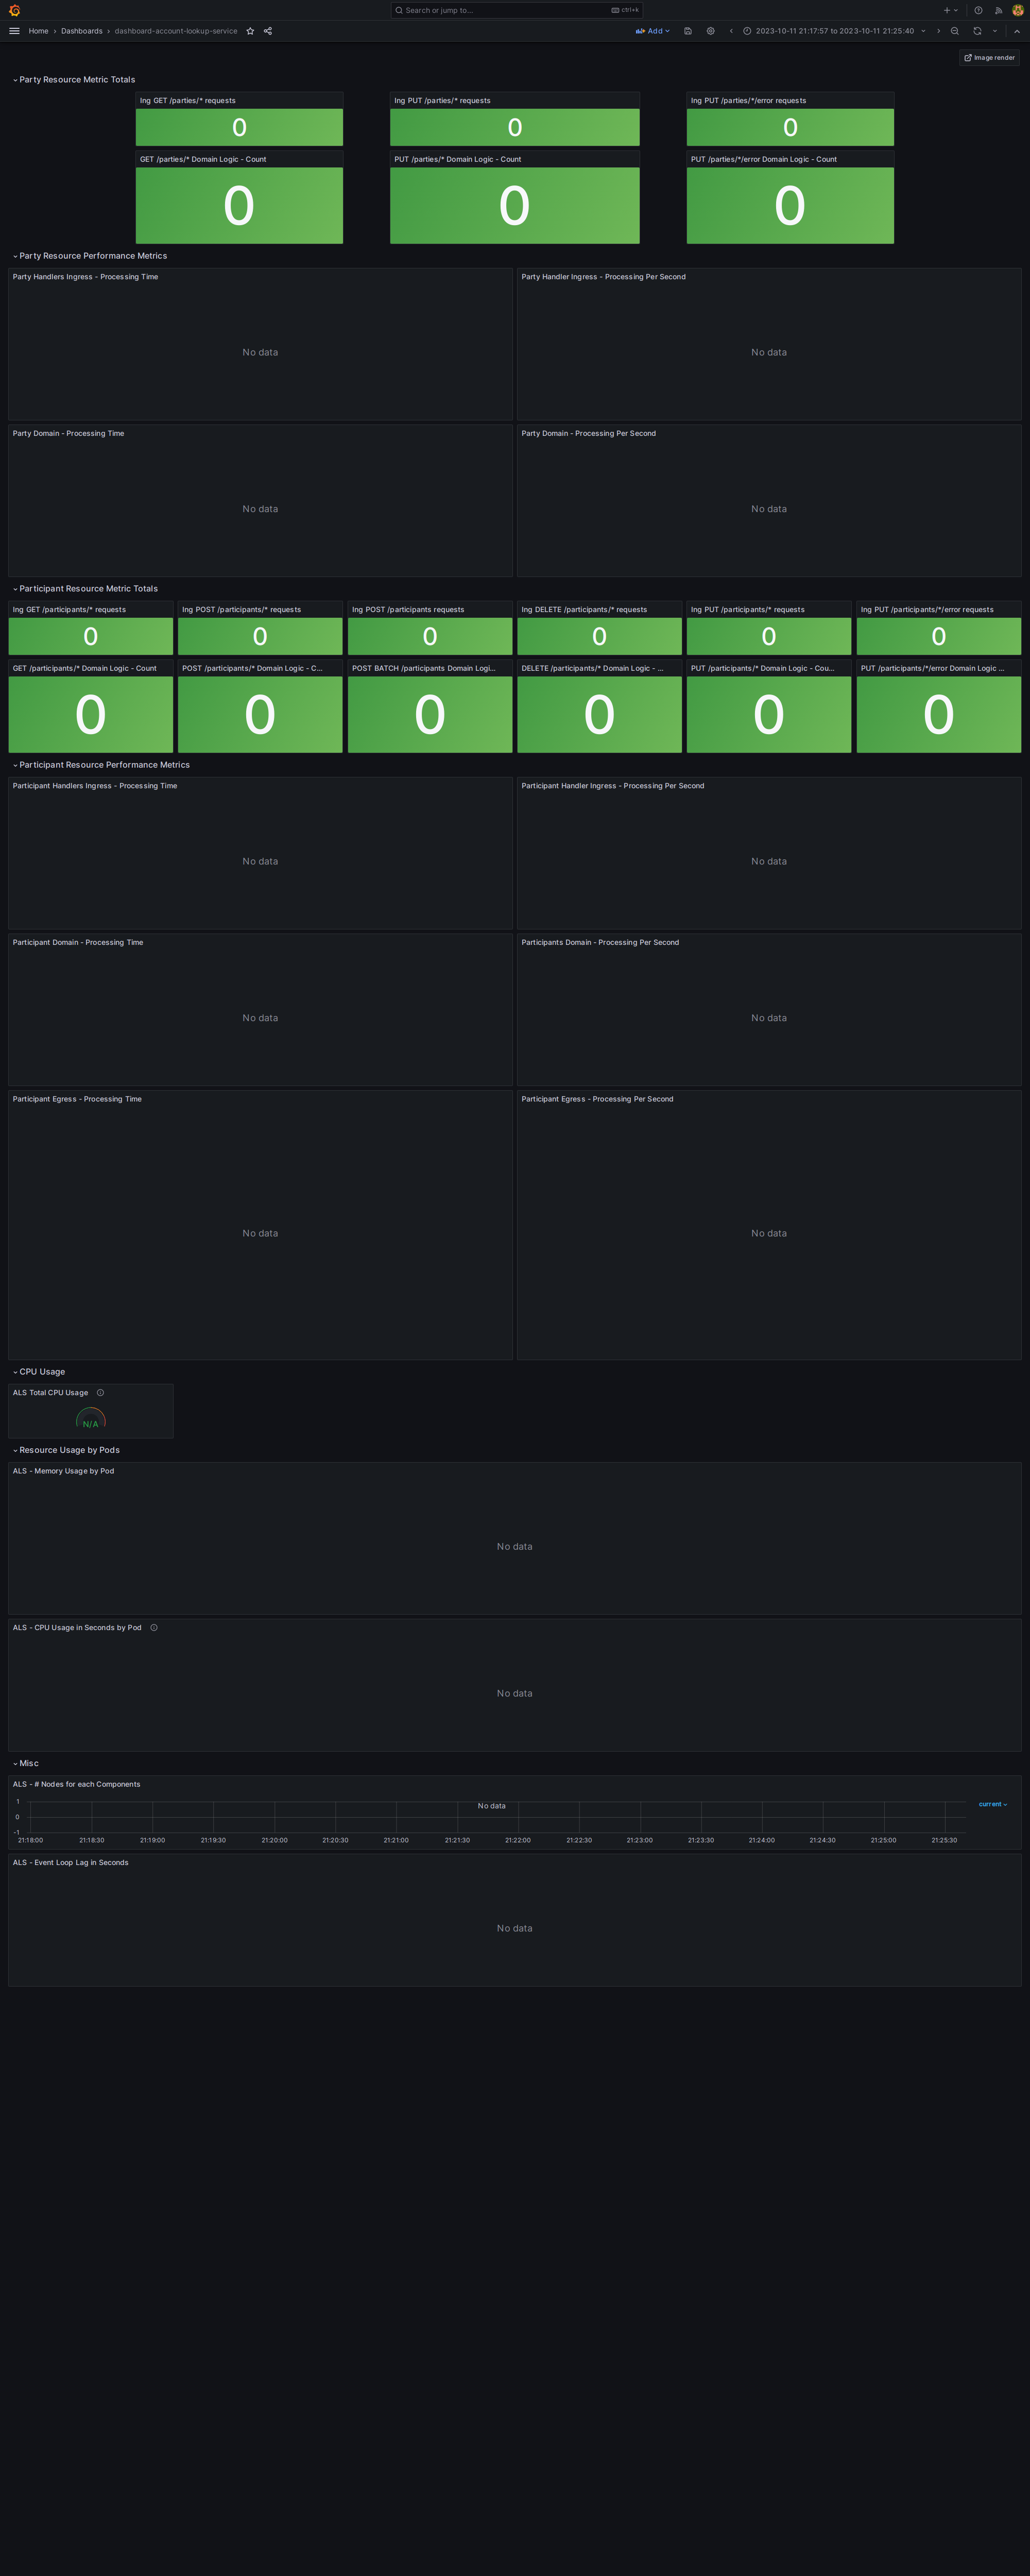 Search or jump to...
ctrl+k
Home › Dashboards › dashboard-account-lookup-service
Add
2023-10-11 21:17:57 to 2023-10-11 21:25:40
Image render
Party Resource Metric Totals
Ing GET /parties/* requests
Ing PUT /parties/* requests
Ing PUT /parties/*/error requests
0
0
0
GET /parties/* Domain Logic - Count
PUT /parties/* Domain Logic - Count
PUT /parties/*/error Domain Logic - Count
0
0
0
Party Resource Performance Metrics
Party Handlers Ingress - Processing Time
Party Handler Ingress - Processing Per Second
No data
No data
Party Domain - Processing Time
Party Domain - Processing Per Second
No data
No data
Participant Resource Metric Totals
Ing GET /participants/* requests
Ing POST /participants/* requests
Ing POST /participants requests
Ing DELETE /participants/* requests
Ing PUT /participants/* requests
Ing PUT /participants/*/error requests
0
0
0
0
0
0
GET /participants/* Domain Logic - Count
POST /participants/* Domain Logic - C...
POST BATCH /participants Domain Logi...
DELETE /participants/* Domain Logic - ...
PUT /participants/* Domain Logic - Cou...
PUT /participants/*/error Domain Logic ...
0
0
0
0
0
0
Participant Resource Performance Metrics
Participant Handlers Ingress - Processing Time
Participant Handler Ingress - Processing Per Second
No data
No data
Participant Domain - Processing Time
Participants Domain - Processing Per Second
No data
No data
Participant Egress - Processing Time
Participant Egress - Processing Per Second
No data
No data
CPU Usage
ALS Total CPU Usage
N/A
Resource Usage by Pods
ALS - Memory Usage by Pod
No data
ALS - CPU Usage in Seconds by Pod
No data
Misc
ALS - # Nodes for each Components
1
0
-1
No data
current
21:18:00 21:18:30 21:19:00 21:19:30 21:20:00 21:20:30 21:21:00 21:21:30 21:22:00 21:22:30 21:23:00 21:23:30 21:24:00 21:24:30 21:25:00 21:25:30
ALS - Event Loop Lag in Seconds
No data